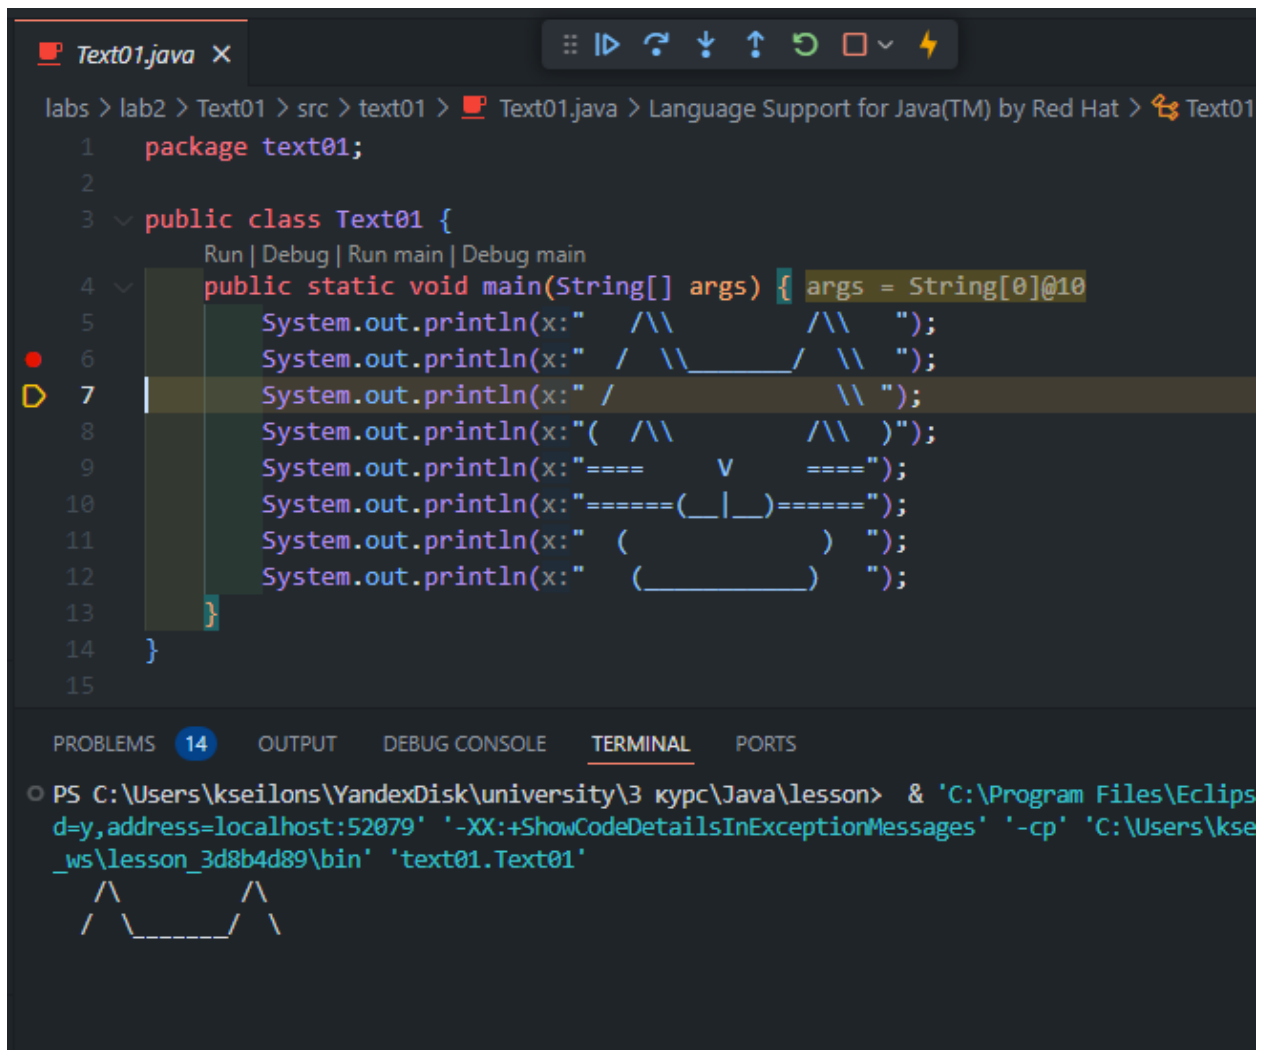 Text01.java ×
labs > lab2 > Text01 > src > text01 > Text01.java > Language Support for Java(TM) by Red Hat > Text01
1 package text01;
2
3 public class Text01 {
Run | Debug | Run main | Debug main
4     public static void main(String[] args) { args = String[0]@10
5         System.out.println(x:"   /\\         /\\   ");
6         System.out.println(x:"  /  \\_______/  \\  ");
7         System.out.println(x:" /               \\ ");
8         System.out.println(x:"(  /\\         /\\  )");
9         System.out.println(x:"====     V     ====");
10         System.out.println(x:"======(__|__)======");
11         System.out.println(x:"  (             )   ");
12         System.out.println(x:"   (___________)   ");
13     }
14 }
15
PROBLEMS 14 OUTPUT DEBUG CONSOLE TERMINAL PORTS
PS C:\Users\kseilons\YandexDisk\university\3 курс\Java\lesson> & 'C:\Program Files\Eclips
d=y,address=localhost:52079' '-XX:+ShowCodeDetailsInExceptionMessages' '-cp' 'C:\Users\kse
_ws\lesson_3d8b4d89\bin' 'text01.Text01'
   /\         /\
  /  \_______/  \